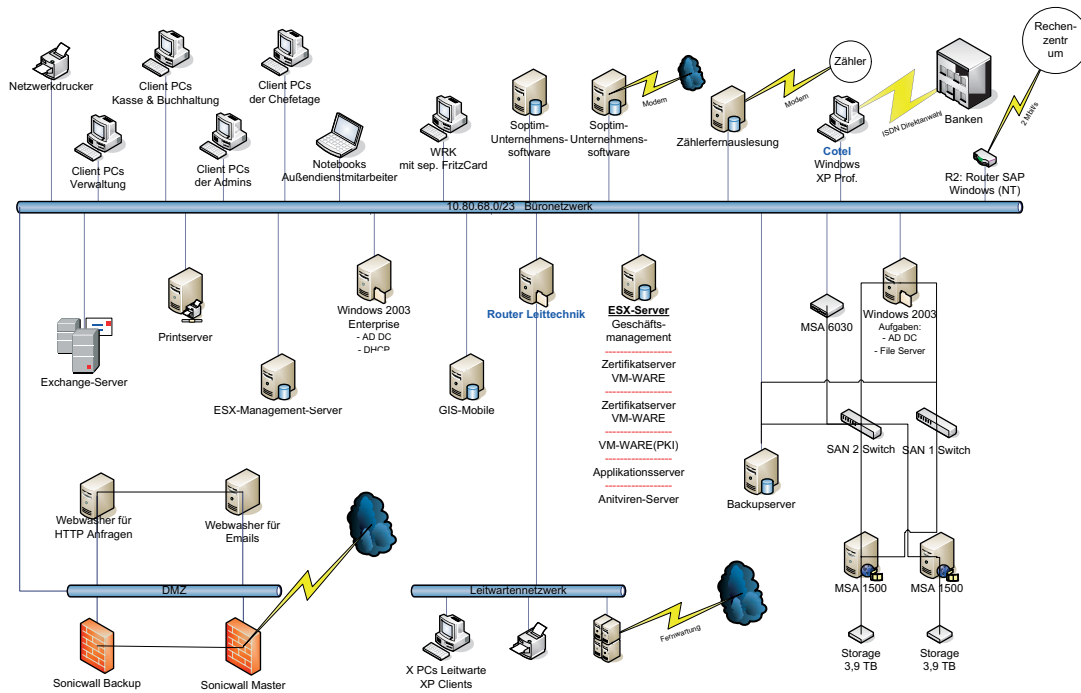 Rechen-
zentrum
Zähler
Netzwerkdrucker
Client PCs
Kasse & Buchhaltung
Client PCs
der Chefetage
Modem
Modem
ISDN Direktanwahl
Banken
2 Mbit/s
Soptim-
Unternehmens-
software
Soptim-
Unternehmens-
software
Zählerfernauslesung
Client PCs
Verwaltung
Client PCs
der Admins
Notebooks
Außendienstmitarbeiter
WRK
mit sep. FritzCard
Cotel
Windows
XP Prof.
R2: Router SAP
Windows (NT)
10.80.68.0/23 Büronetzwerk
Exchange-Server
Printserver
ESX-Management-Server
Windows 2003
Enterprise
- AD DC
- DHCP
GIS-Mobile
Router Leittechnik
ESX-Server
Geschäfts-
management
-------------------
Zertifikatserver
VM-WARE
-------------------
Zertifikatserver
VM-WARE
-------------------
VM-WARE(PKI)
-------------------
Applikationsserver
-------------------
Anitviren-Server
MSA 6030
Windows 2003
Aufgaben:
- AD DC
- File Server
SAN 2 Switch
SAN 1 Switch
Backupserver
Webwasher für
HTTP Anfragen
Webwasher für
Emails
DMZ
Leitwartennetzwerk
MSA 1500
MSA 1500
Fernwartung
Sonicwall Backup
Sonicwall Master
X PCs Leitwarte
XP Clients
Storage
3,9 TB
Storage
3,9 TB